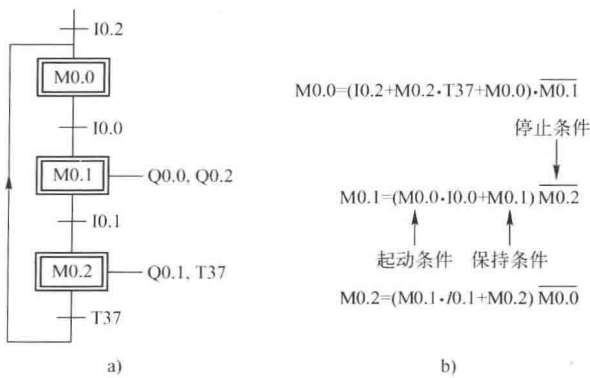 I0.2
M0.0
I0.0
M0.1
Q0.0, Q0.2
I0.1
M0.2
Q0.1, T37
T37
a)
M0.0=(I0.2+M0.2·T37+M0.0)·M0.1
停止条件
M0.1=(M0.0·I0.0+M0.1) M0.2
起动条件 保持条件
M0.2=(M0.1·I0.1+M0.2) M0.0
b)